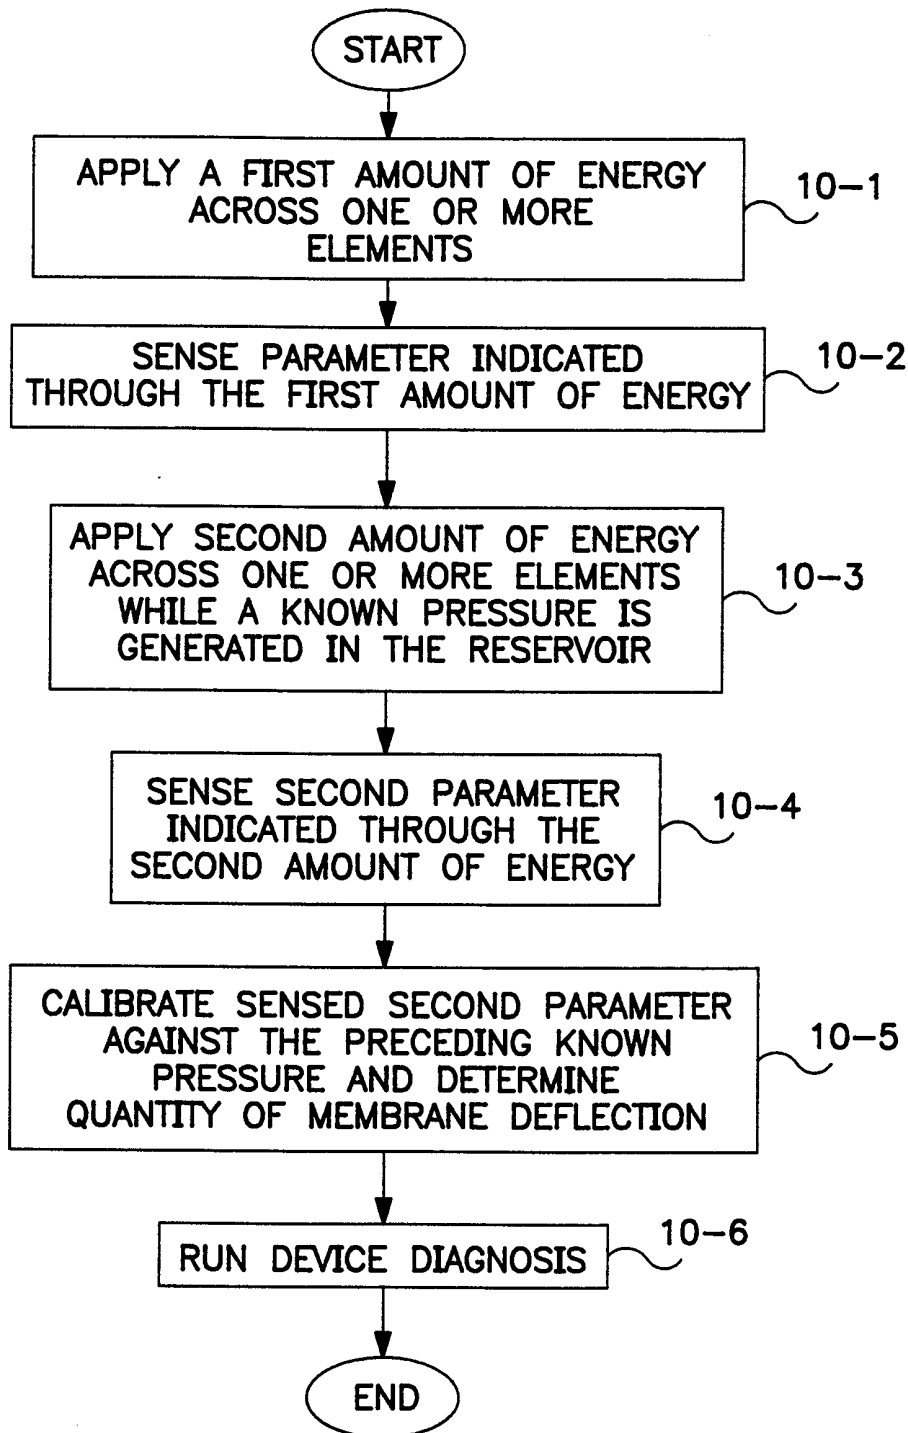 START
APPLY A FIRST AMOUNT OF ENERGY
ACROSS ONE OR MORE
ELEMENTS
10-1
SENSE PARAMETER INDICATED
THROUGH THE FIRST AMOUNT OF ENERGY
10-2
APPLY SECOND AMOUNT OF ENERGY
ACROSS ONE OR MORE ELEMENTS
WHILE A KNOWN PRESSURE IS
GENERATED IN THE RESERVOIR
10-3
SENSE SECOND PARAMETER
INDICATED THROUGH THE
SECOND AMOUNT OF ENERGY
10-4
CALIBRATE SENSED SECOND PARAMETER
AGAINST THE PRECEDING KNOWN
PRESSURE AND DETERMINE
QUANTITY OF MEMBRANE DEFLECTION
10-5
RUN DEVICE DIAGNOSIS
10-6
END